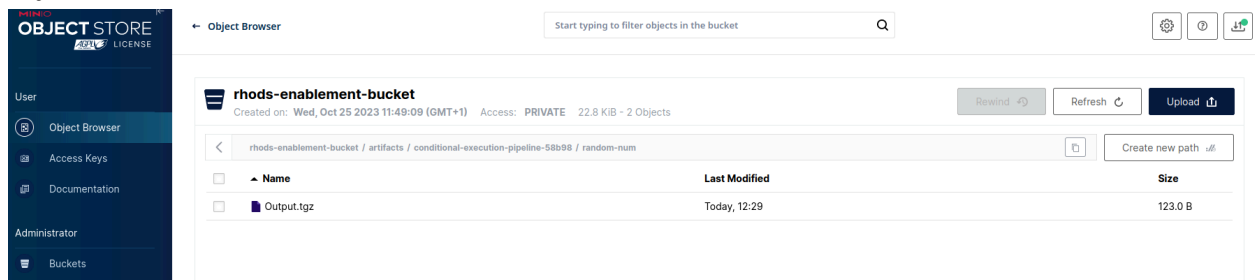 MINIO
OBJECT STORE
AGPLv3 LICENSE
← Object Browser
Start typing to filter objects in the bucket
User
Object Browser
Access Keys
Documentation
Administrator
Buckets
rhods-enablement-bucket
Created on: Wed, Oct 25 2023 11:49:09 (GMT+1) Access: PRIVATE 22.8 KiB - 2 Objects
Rewind
Refresh
Upload
rhods-enablement-bucket / artifacts / conditional-execution-pipeline-58b98 / random-num
Create new path
Name Last Modified Size
Output.tgz Today, 12:29 123.0 B